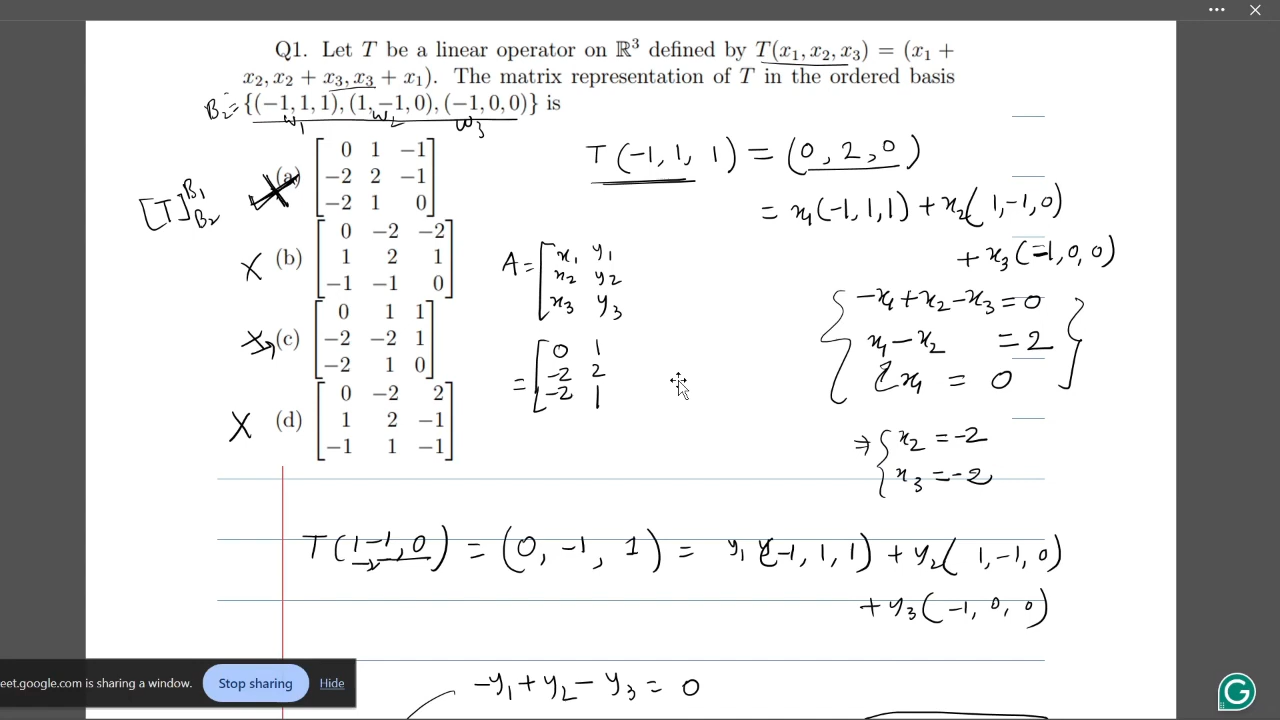 Q1. Let T be a linear operator on ℝ³ defined by T(x₁, x₂, x₃) = (x₁ +
x₂, x₂ + x₃, x₃ + x₁). The matrix representation of T in the ordered basis
B₂ = {(−1, 1, 1), (1, −1, 0), (−1, 0, 0)} is
w₁ w₂ w₃
[T]^{B₁}_{B₂}
(a)
0 1 −1
−2 2 −1
−2 1 0
X (b)
0 −2 −2
1 2 1
−1 −1 0
X (c)
0 1 1
−2 −2 1
−2 1 0
X (d)
0 −2 2
1 2 −1
−1 1 −1
T(-1, 1, 1) = (0, 2, 0)
= x₁(-1, 1, 1) + x₂(1, -1, 0)
+ x₃(-1, 0, 0)
A =
x₁ y₁
x₂ y₂
x₃ y₃
=
0 1
-2 2
-2 1
-x₁ + x₂ - x₃ = 0
x₁ - x₂ = 2
x₁ = 0
⇒ { x₂ = -2
x₃ = -2
T(1 -1, 0) = (0, -1, 1) = y₁(-1, 1, 1) + y₂(1, -1, 0)
+ y₃(-1, 0, 0)
-y₁ + y₂ - y₃ = 0
eet.google.com is sharing a window. Stop sharing Hide